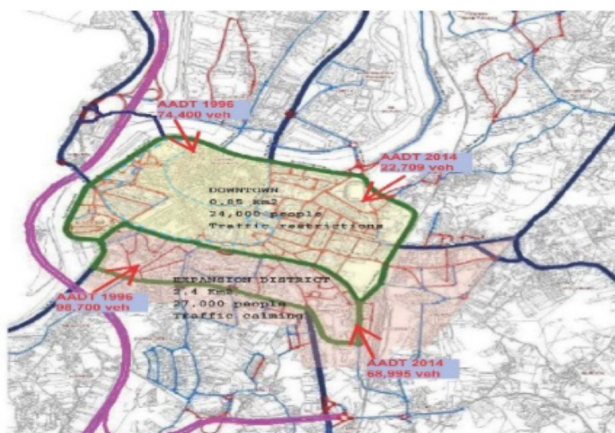 AADT 1996
74,400 veh
AADT 2014
22,709 veh
DOWNTOWN
0.85 km2
24,000 people
Traffic restrictions
EXPANSION DISTRICT
2.4 Km2
27.000 people
Traffic calming
AADT 1996
98,700 veh
AADT 2014
68,995 veh